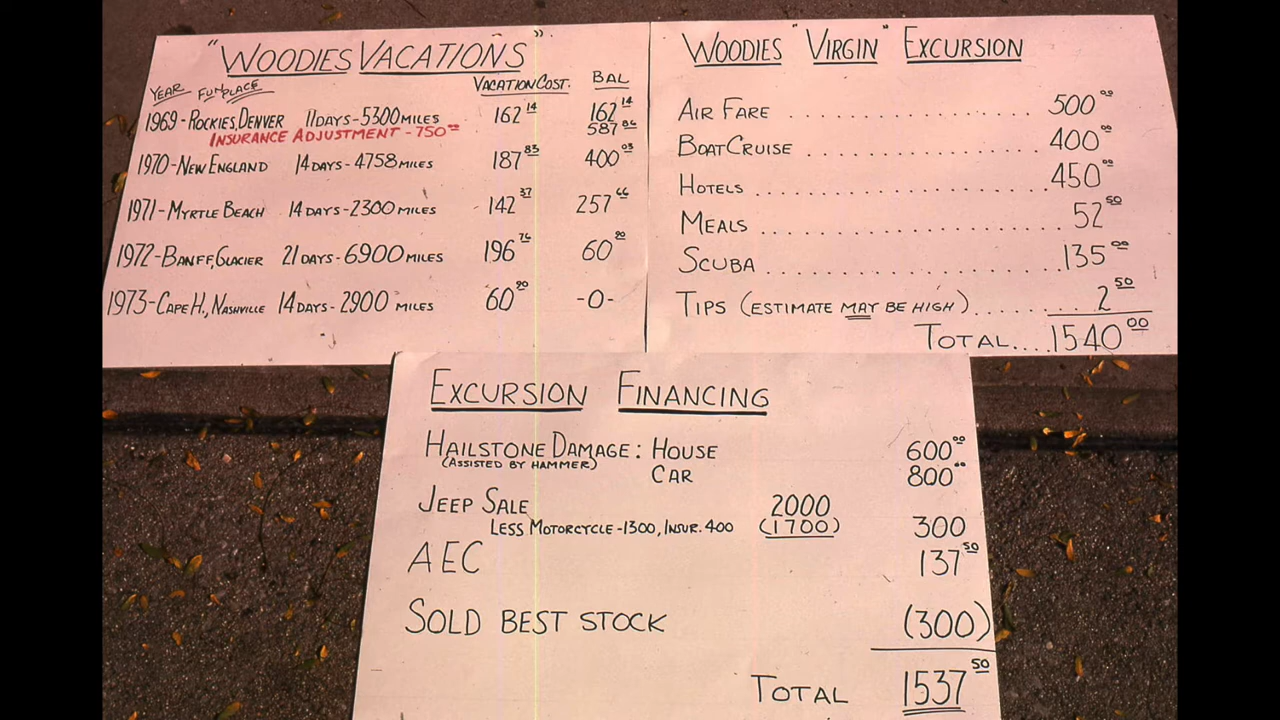 "WOODIES VACATIONS"
YEAR FUN PLACE VACATION COST. BAL
1969-ROCKIES, DENVER 11 DAYS-5300 MILES 162 14 162 14
INSURANCE ADJUSTMENT - 750 00 587 86
1970-NEW ENGLAND 14 DAYS-4758 MILES 187 83 400 03
1971-MYRTLE BEACH 14 DAYS-2300 MILES 142 37 257 66
1972-BANFF, GLACIER 21 DAYS-6900 MILES 196 76 60 90
1973-CAPE H., NASHVILLE 14 DAYS-2900 MILES 60 90 -0-
WOODIES "VIRGIN" EXCURSION
AIR FARE .................... 500 00
BOAT CRUISE .................... 400 00
HOTELS .................... 450 00
MEALS .................... 52 50
SCUBA .................... 135 00
TIPS (ESTIMATE MAY BE HIGH) ........ 2 50
TOTAL.... 1540 00
EXCURSION FINANCING
HAILSTONE DAMAGE: HOUSE 600 00
(ASSISTED BY HAMMER) CAR 800 00
JEEP SALE 2000
LESS MOTORCYCLE-1300, INSUR. 400 (1700) 300
AEC 137 50
SOLD BEST STOCK (300)
TOTAL 1537 50